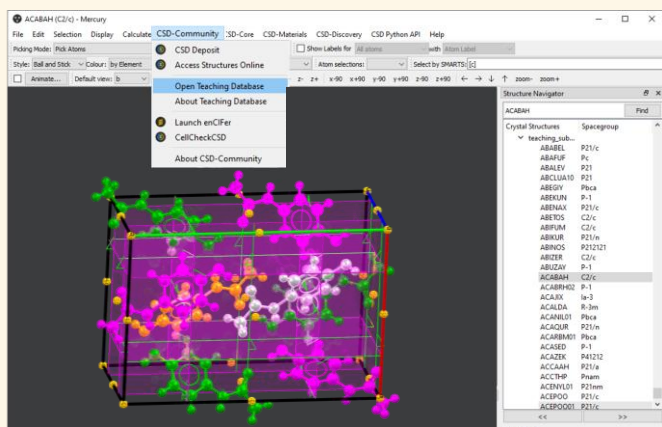 ACABAH (C2/c) - Mercury
File Edit Selection Display Calculate CSD-Community CSD-Core CSD-Materials CSD-Discovery CSD Python API Help
Picking Mode: Pick Atoms Show Labels for All atoms with Atom Label
Style: Ball and Stick Colour: by Element Atom selections: Select by SMARTS: [c]
Animate... Default view: b z- z+ x-90 x+90 y-90 y+90 z-90 z+90 ← → ↓ ↑ zoom- zoom+
CSD Deposit
Access Structures Online
Open Teaching Database
About Teaching Database
Launch enCIFer
CellCheckCSD
About CSD-Community
Structure Navigator
ACABAH Find
Crystal Structures Spacegroup
teaching_sub...
ABABEL P21/c
ABAFUF Pc
ABALEV P21
ABCLUA10 P21
ABEGIY Pbca
ABEKUN P-1
ABENAX P21/c
ABETOS C2/c
ABIFUM C2/c
ABIKUR P21/n
ABINOS P212121
ABIZER C2/c
ABUZAY P-1
ACABAH C2/c
ACABRH02 P-1
ACAJIX Ia-3
ACALDA R-3m
ACANIL01 Pbca
ACAQUR P21/n
ACARBM01 Pbca
ACASED P-1
ACAZEK P41212
ACCAAH P21/a
ACCTHP Pnam
ACENYL01 P21nm
ACEPOO P21/c
ACEPOO01 P21/c
<< >>